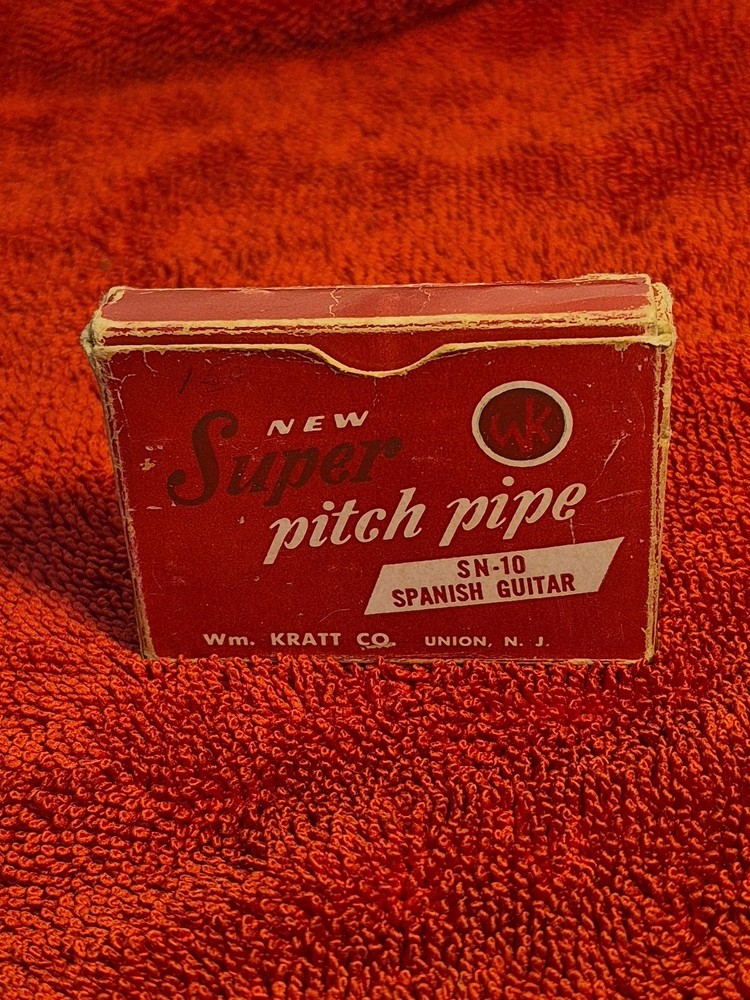 NEW
WK
Super
pitch pipe
SN-10
SPANISH GUITAR
Wm. KRATT CO. UNION, N. J.